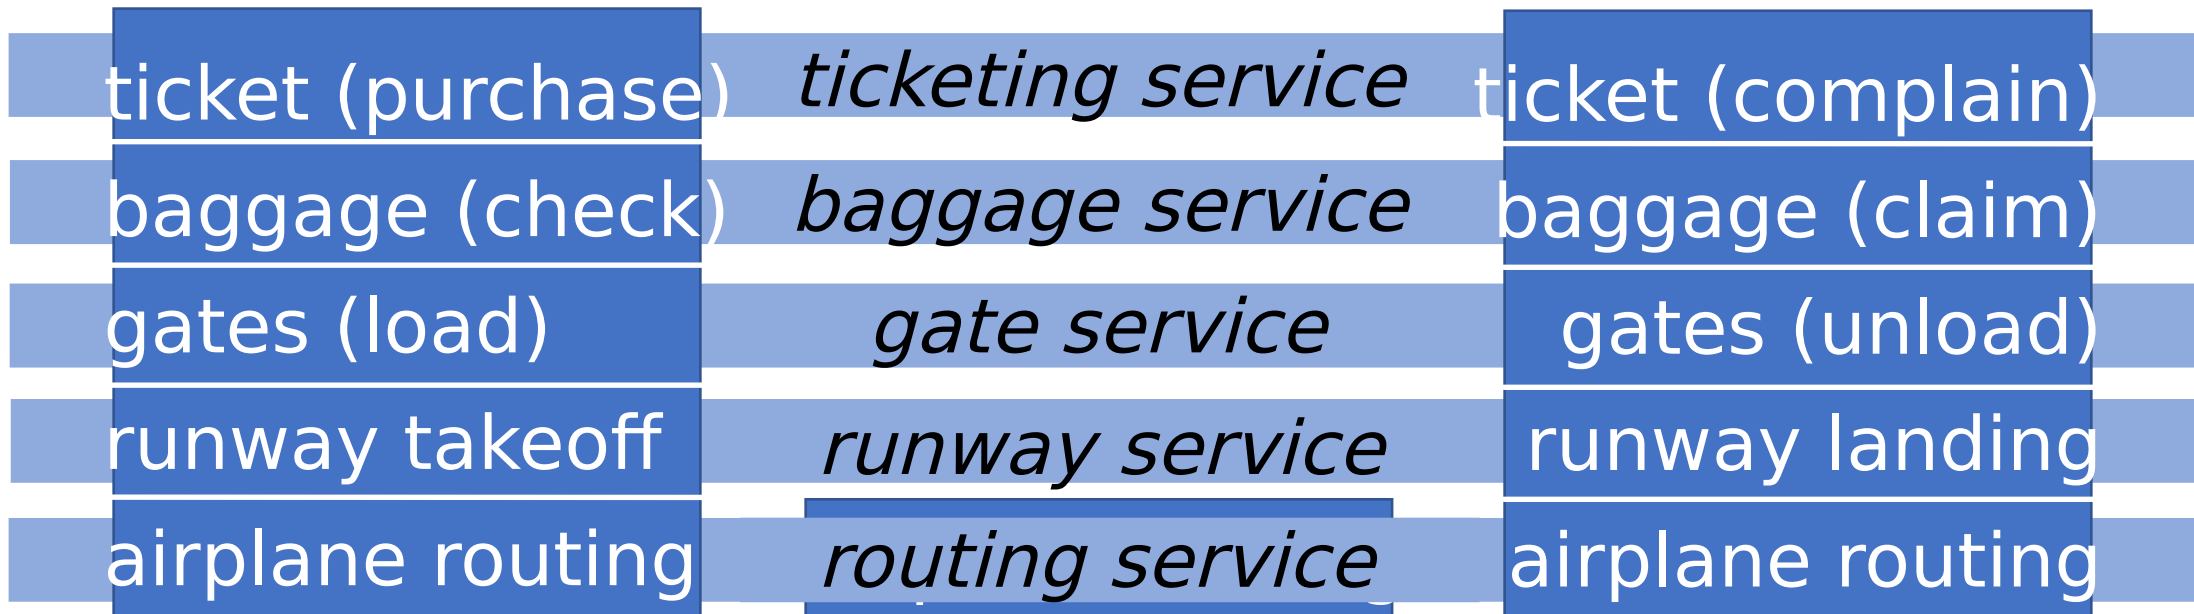 ticket (purchase) ticketing service ticket (complain)
baggage (check) baggage service baggage (claim)
gates (load) gate service gates (unload)
runway takeoff runway service runway landing
airplane routing routing service airplane routing